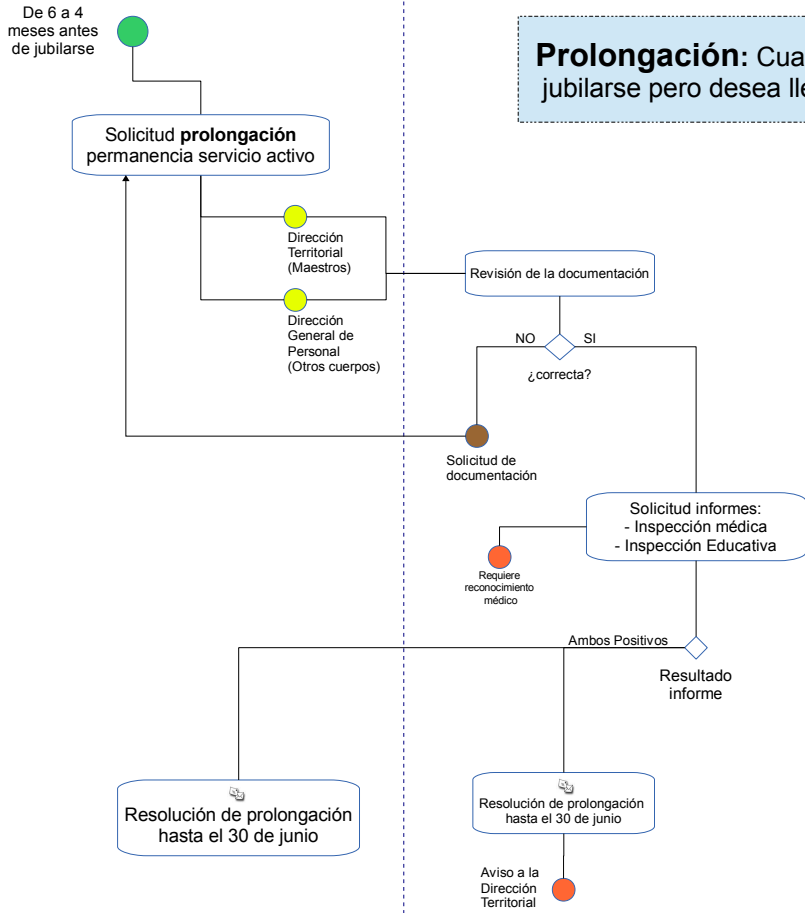 De 6 a 4
meses antes
de jubilarse
Prolongación: Cua
jubilarse pero desea lle
Solicitud prolongación
permanencia servicio activo
Dirección
Territorial
(Maestros)
Dirección
General de
Personal
(Otros cuerpos)
Revisión de la documentación
NO
SI
¿correcta?
Solicitud de
documentación
Solicitud informes:
- Inspección médica
- Inspección Educativa
Requiere
reconocimiento
médico
Ambos Positivos
Resultado
informe
Resolución de prolongación
hasta el 30 de junio
Resolución de prolongación
hasta el 30 de junio
Aviso a la
Dirección
Territorial